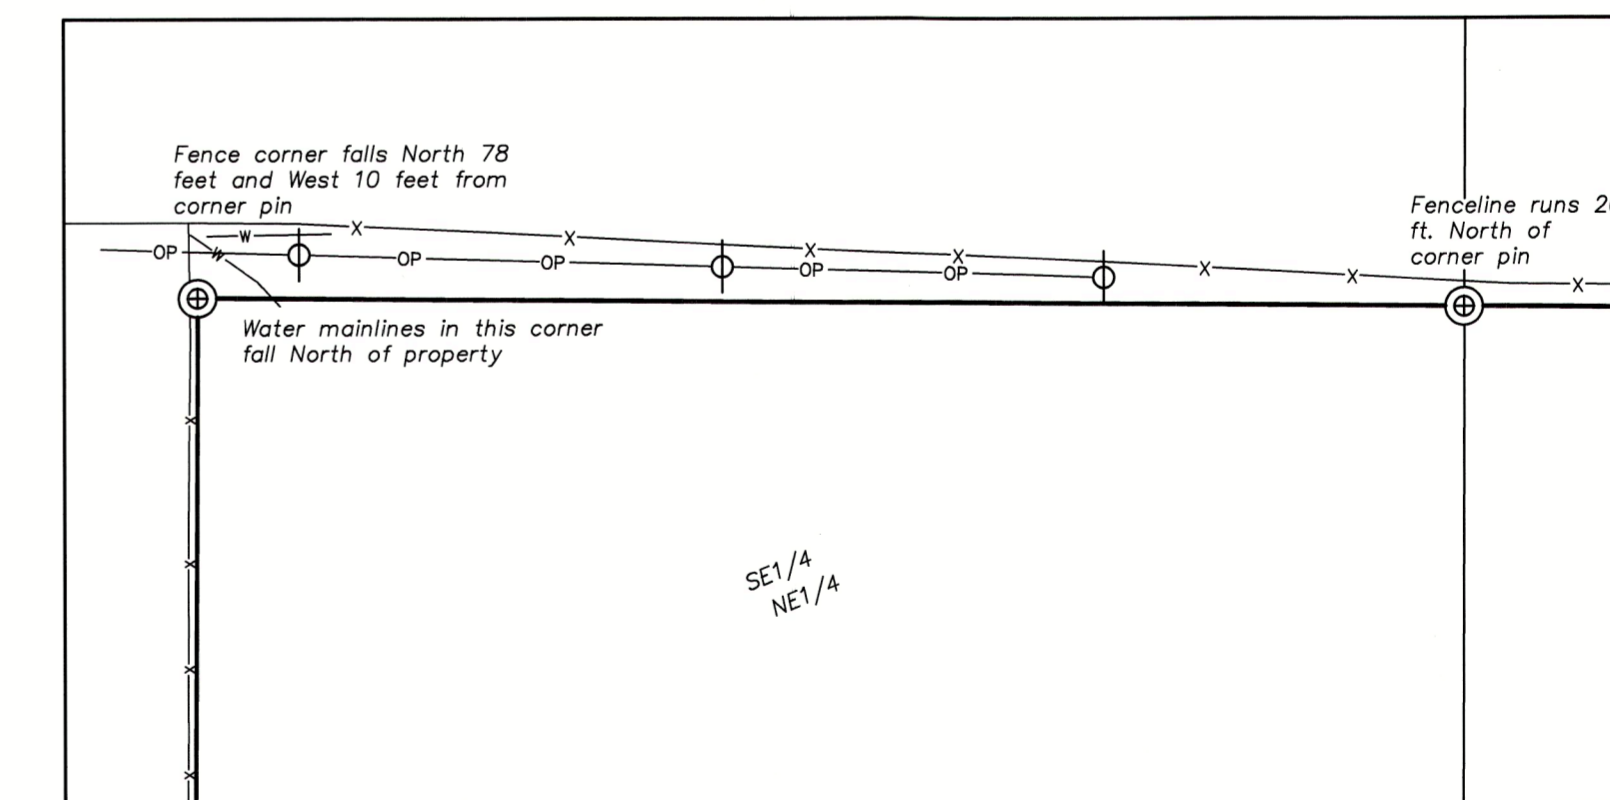 Fence corner falls North 78
feet and West 10 feet from
corner pin
Fenceline runs
ft. North of
corner pin
W
X
X
X
X
X
X
X
OP
W
OP
OP
OP
OP
Water mainlines in this corner
fall North of property
X
X
SE1/4
NE1/4
X
X